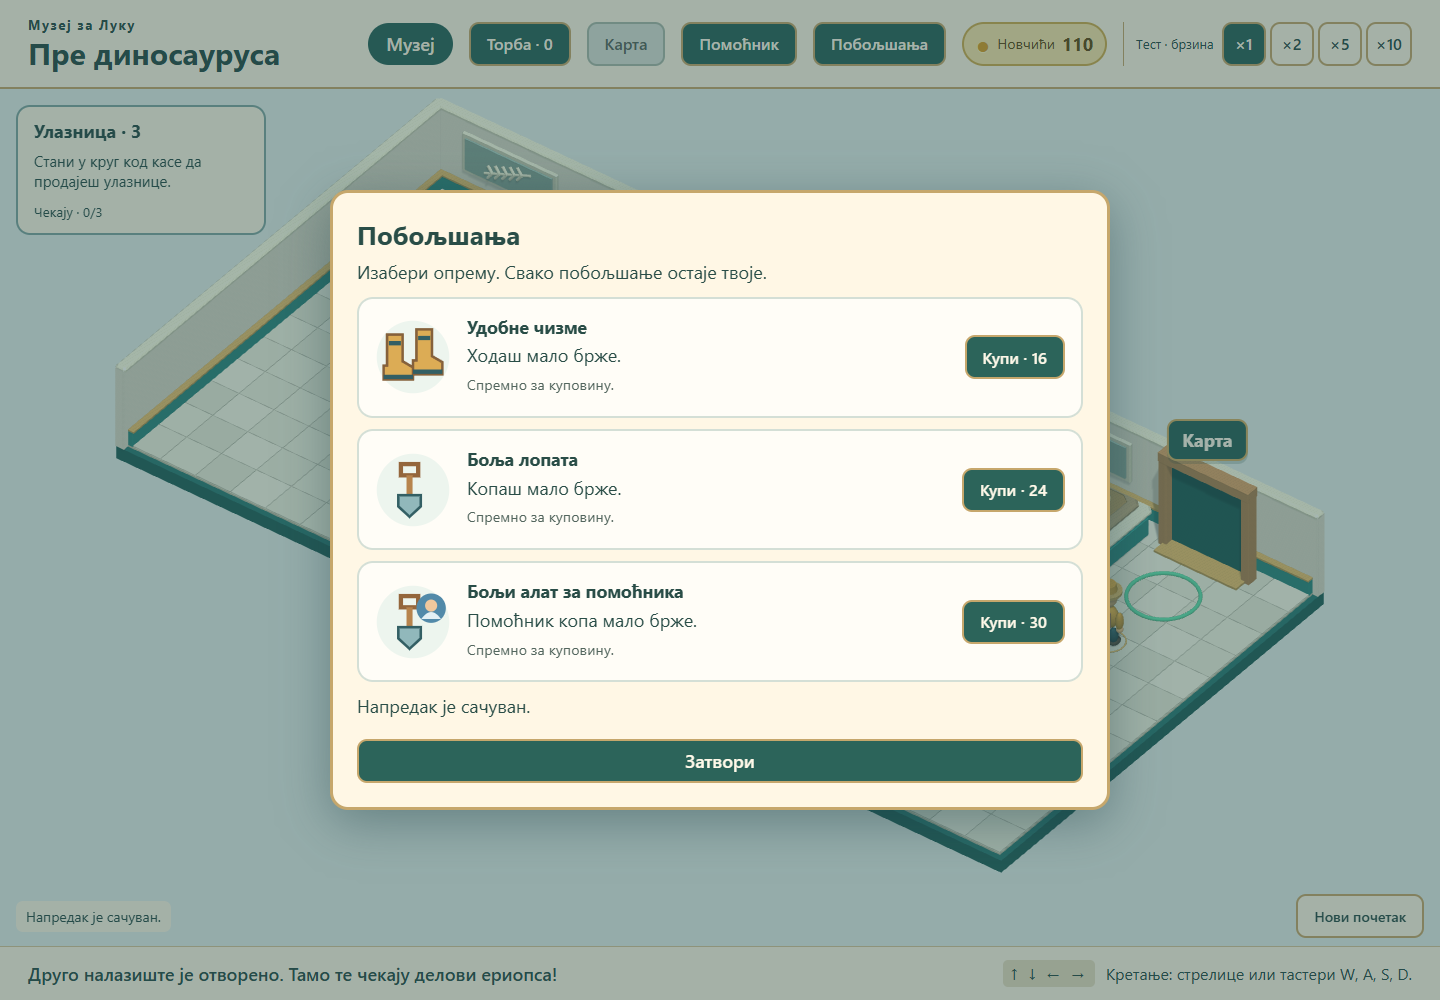 Музеј за Луку
Пре диносауруса
Музеј
Торба · 0
Карта
Помоћник
Побољшања
Новчићи 110
Тест · брзина
×1
×2
×5
×10
Улазница · 3
Стани у круг код касе да
продајеш улазнице.
Чекају · 0/3
Побољшања
Изабери опрему. Свако побољшање остаје твоје.
Удобне чизме
Ходаш мало брже.
Спремно за куповину.
Купи · 16
Боља лопата
Копаш мало брже.
Спремно за куповину.
Купи · 24
Бољи алат за помоћника
Помоћник копа мало брже.
Спремно за куповину.
Купи · 30
Напредак је сачуван.
Затвори
Карта
Напредак је сачуван.
Нови почетак
Друго налазиште је отворено. Тамо те чекају делови ериопса!
↑ ↓ ← → Кретање: стрелице или тастери W, A, S, D.